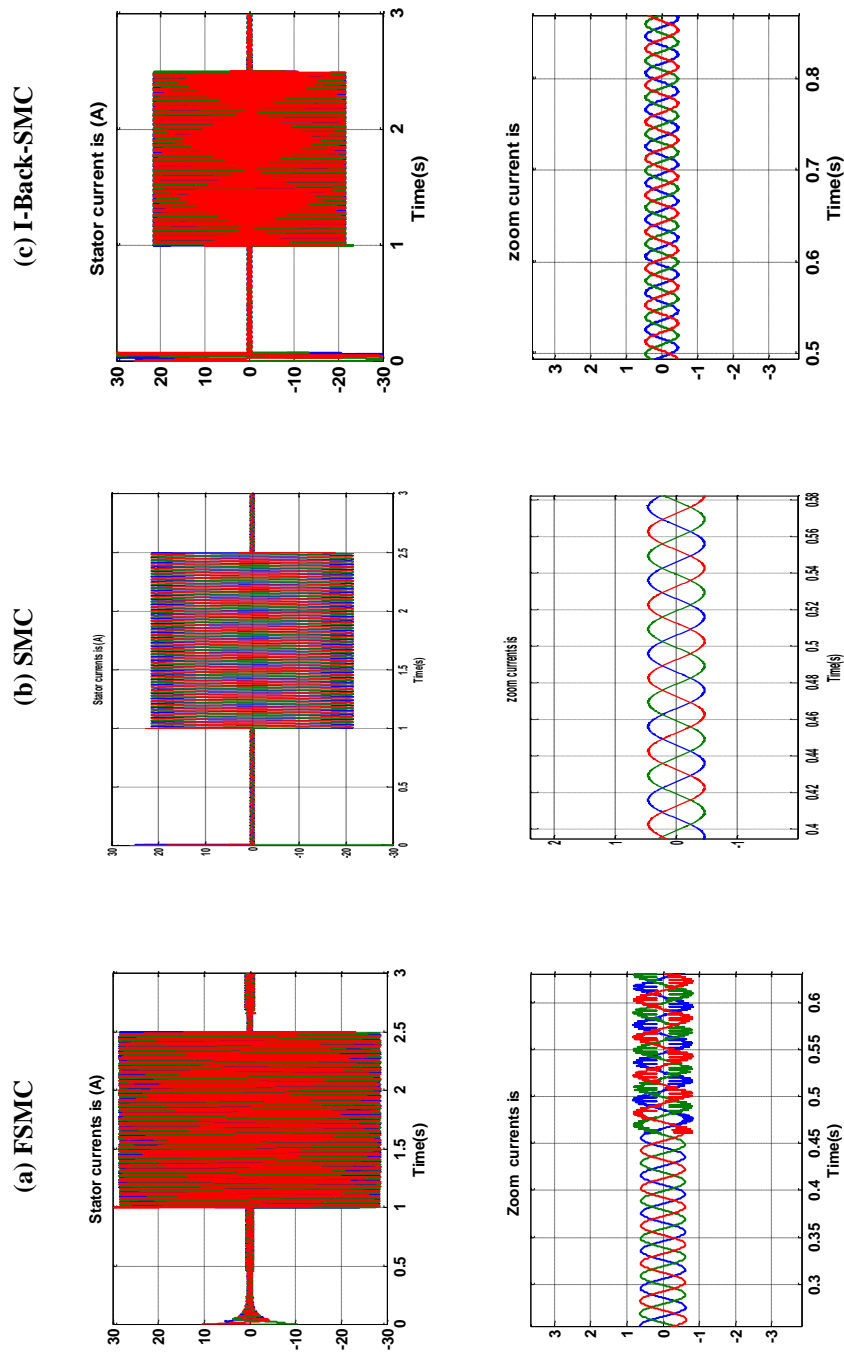 (a) FSMC
(b) SMC
(c) I-Back-SMC
Stator currents is (A)
30
20
10
0
-10
-20
-30
0 0.5 1 1.5 2 2.5 3
Time(s)
Stator currents is (A)
30
20
10
0
-10
-20
-30
0 0.5 1 1.5 2 2.5 3
Time(s)
Stator current is (A)
30
20
10
0
-10
-20
-30
0 1 2 3
Time(s)
Zoom currents is
3
2
1
0
-1
-2
-3
0.3 0.35 0.4 0.45 0.5 0.55 0.6
Time(s)
zoom currents is
2
1
0
-1
0.4 0.42 0.44 0.46 0.48 0.5 0.52 0.54 0.56 0.58
Time(s)
zoom current is
3
2
1
0
-1
-2
-3
0.5 0.6 0.7 0.8
Time(s)